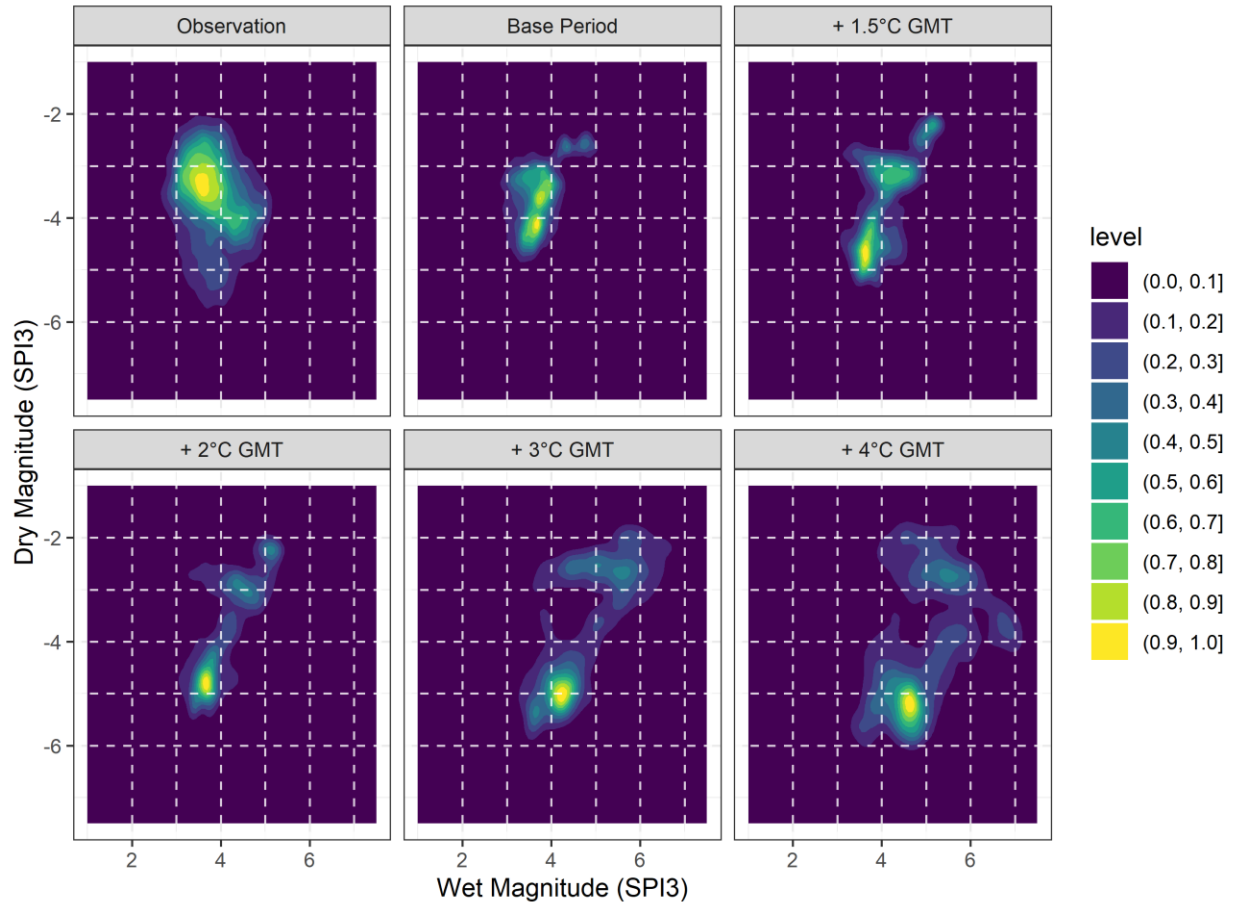 Observation
Base Period
+ 1.5°C GMT
-2
-4
-6
+ 2°C GMT
+ 3°C GMT
+ 4°C GMT
-2
-4
-6
2 4 6
2 4 6
2 4 6
Wet Magnitude (SPI3)
Dry Magnitude (SPI3)
level
(0.0, 0.1]
(0.1, 0.2]
(0.2, 0.3]
(0.3, 0.4]
(0.4, 0.5]
(0.5, 0.6]
(0.6, 0.7]
(0.7, 0.8]
(0.8, 0.9]
(0.9, 1.0]